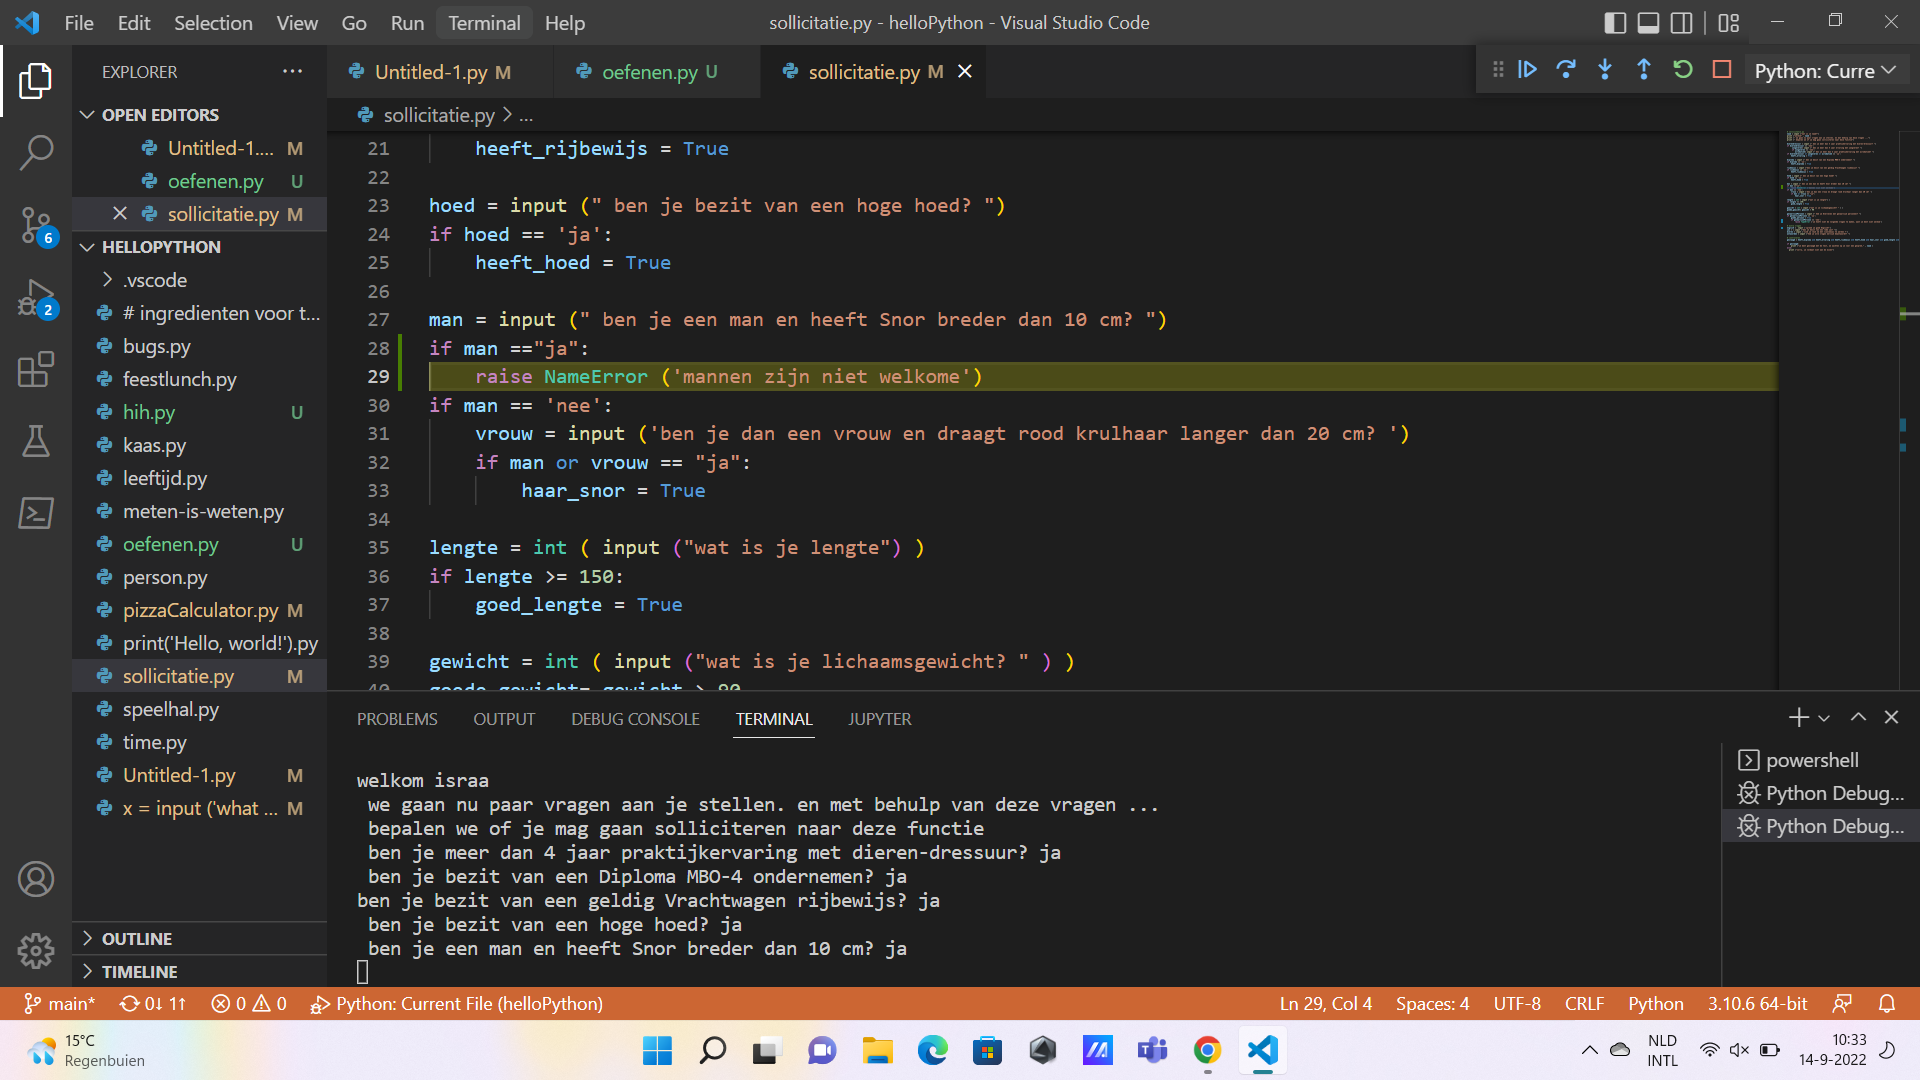 File Edit Selection View Go Run Terminal Help
sollicitatie.py - helloPython - Visual Studio Code
EXPLORER
OPEN EDITORS
Untitled-1.... M
oefenen.py U
sollicitatie.py M
HELLOPYTHON
.vscode
# ingredienten voor t...
bugs.py
feestlunch.py
hih.py U
kaas.py
leeftijd.py
meten-is-weten.py
oefenen.py U
person.py
pizzaCalculator.py M
print('Hello, world!').py
sollicitatie.py M
speelhal.py
time.py
Untitled-1.py M
x = input ('what ... M
OUTLINE
TIMELINE
6
2
Untitled-1.py M
oefenen.py U
sollicitatie.py M
Python: Curre
sollicitatie.py > ...
21 heeft_rijbewijs = True
22
23 hoed = input (" ben je bezit van een hoge hoed? ")
24 if hoed == 'ja':
25 heeft_hoed = True
26
27 man = input (" ben je een man en heeft Snor breder dan 10 cm? ")
28 if man =="ja":
29 raise NameError ('mannen zijn niet welkome')
30 if man == 'nee':
31 vrouw = input ('ben je dan een vrouw en draagt rood krulhaar langer dan 20 cm? ')
32 if man or vrouw == "ja":
33 haar_snor = True
34
35 lengte = int ( input ("wat is je lengte") )
36 if lengte >= 150:
37 goed_lengte = True
38
39 gewicht = int ( input ("wat is je lichaamsgewicht? " ) )
40 goede_gewicht= gewicht > 90
PROBLEMS OUTPUT DEBUG CONSOLE TERMINAL JUPYTER
welkom israa
we gaan nu paar vragen aan je stellen. en met behulp van deze vragen ...
bepalen we of je mag gaan solliciteren naar deze functie
ben je meer dan 4 jaar praktijkervaring met dieren-dressuur? ja
ben je bezit van een Diploma MBO-4 ondernemen? ja
ben je bezit van een geldig Vrachtwagen rijbewijs? ja
ben je bezit van een hoge hoed? ja
ben je een man en heeft Snor breder dan 10 cm? ja
powershell
Python Debug...
Python Debug...
main* 0↓ 1↑ 0 0 Python: Current File (helloPython)
Ln 29, Col 4 Spaces: 4 UTF-8 CRLF Python 3.10.6 64-bit
15°C
Regenbuien
NLD
INTL
10:33
14-9-2022